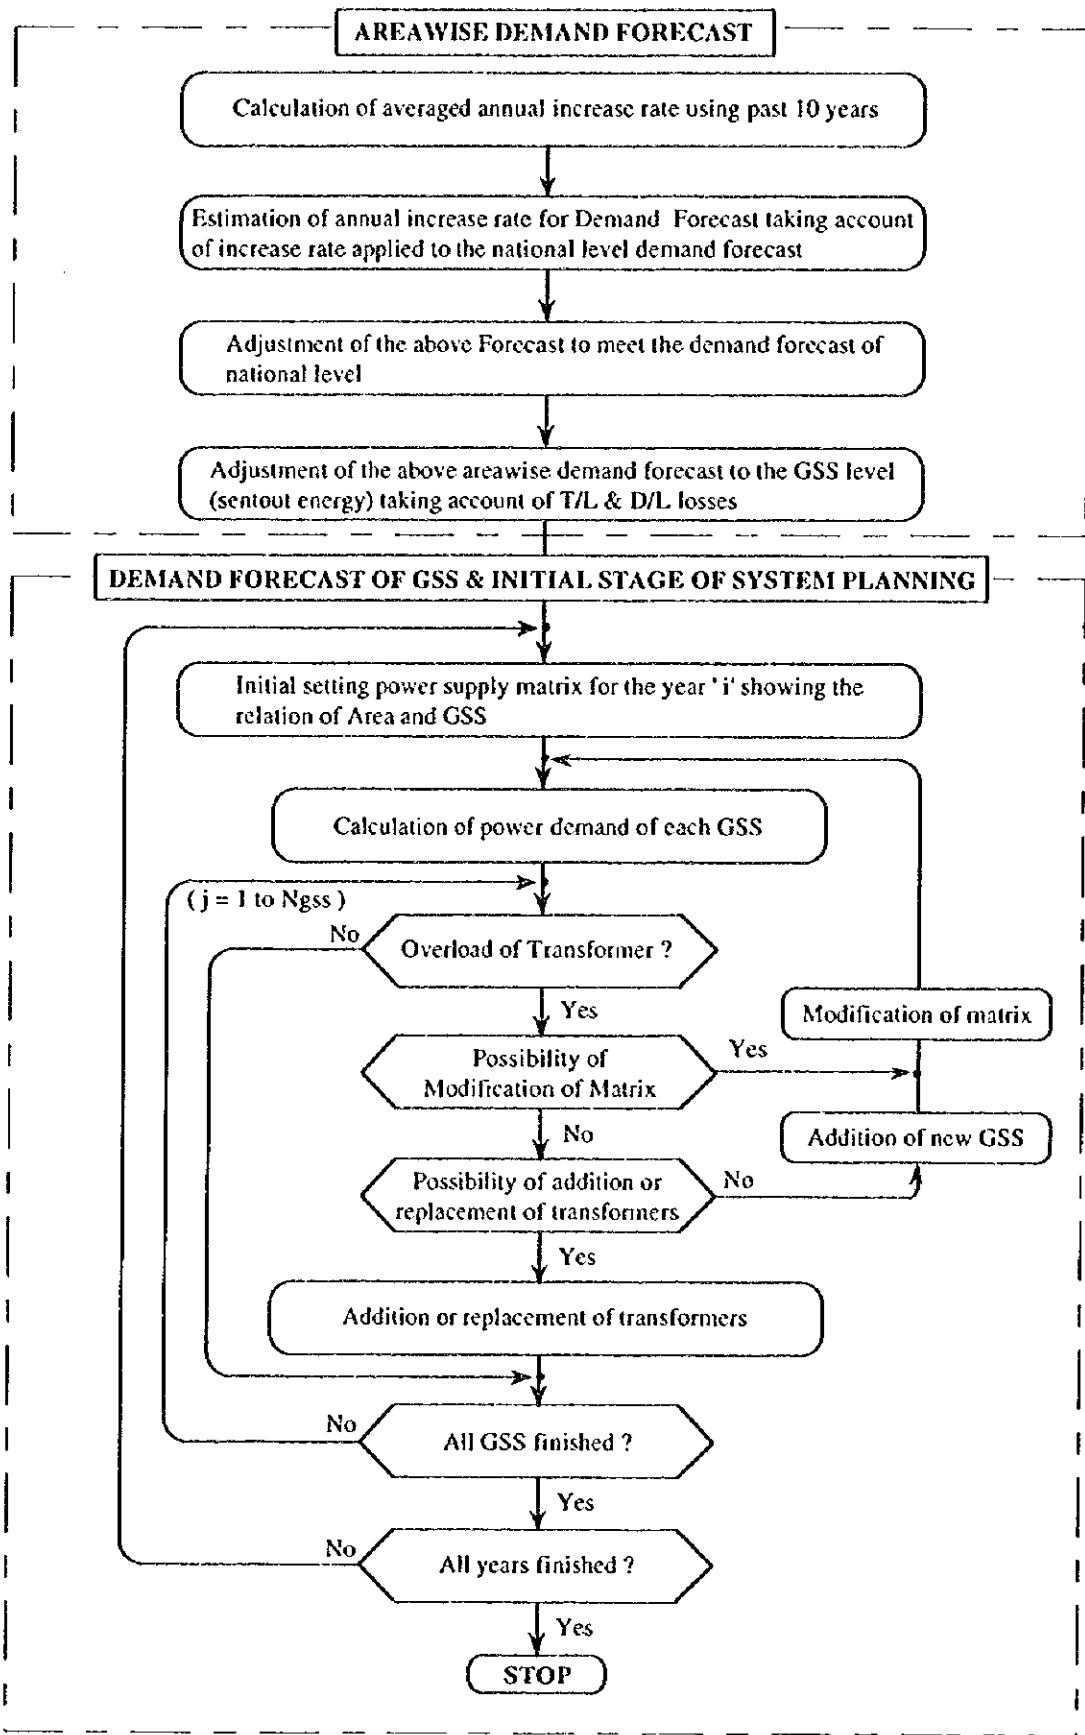 AREAWISE DEMAND FORECAST
Calculation of averaged annual increase rate using past 10 years
Estimation of annual increase rate for Demand Forecast taking account
of increase rate applied to the national level demand forecast
Adjustment of the above Forecast to meet the demand forecast of
national level
Adjustment of the above areawise demand forecast to the GSS level
(sentout energy) taking account of T/L & D/L losses
DEMAND FORECAST OF GSS & INITIAL STAGE OF SYSTEM PLANNING
Initial setting power supply matrix for the year 'i' showing the
relation of Area and GSS
Calculation of power demand of each GSS
( j = 1 to Ngss )
No
Overload of Transformer ?
Yes
Modification of matrix
Possibility of
Modification of Matrix
Yes
No
Addition of new GSS
Possibility of addition or
replacement of transformers
No
Yes
Addition or replacement of transformers
No
All GSS finished ?
Yes
No
All years finished ?
Yes
STOP